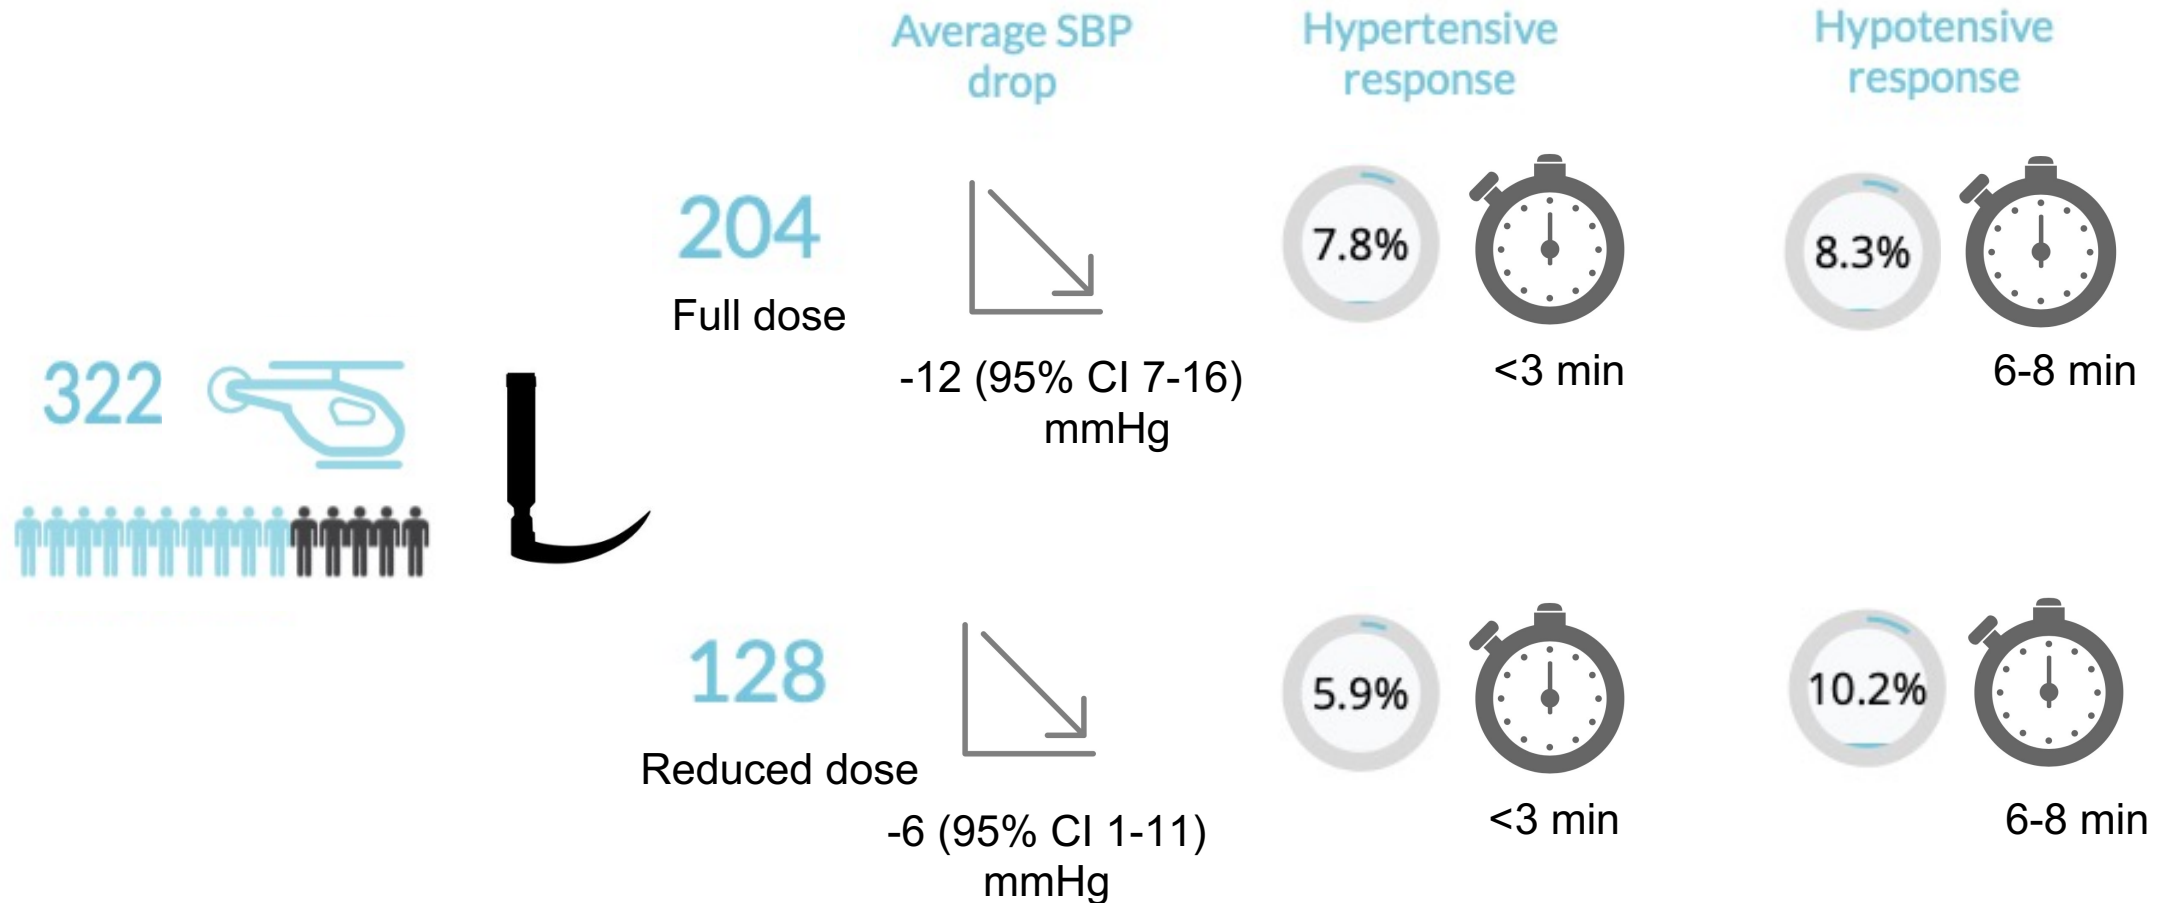 Average SBP
drop
Hypertensive
response
Hypotensive
response
204
Full dose
7.8%
8.3%
-12 (95% CI 7-16)
mmHg
<3 min
6-8 min
322
128
Reduced dose
5.9%
10.2%
-6 (95% CI 1-11)
mmHg
<3 min
6-8 min